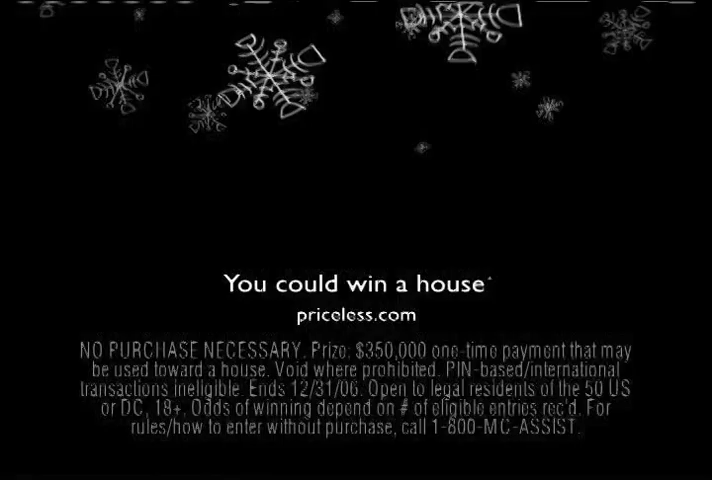 You could win a house*
priceless.com
NO PURCHASE NECESSARY. Prize: $350,000 one-time payment that may
be used toward a house. Void where prohibited. PIN-based/international
transactions ineligible. Ends 12/31/06. Open to legal residents of the 50 US
or DC, 18+. Odds of winning depend on # of eligible entries rec'd. For
rules/how to enter without purchase, call 1-800-MC-ASSIST.